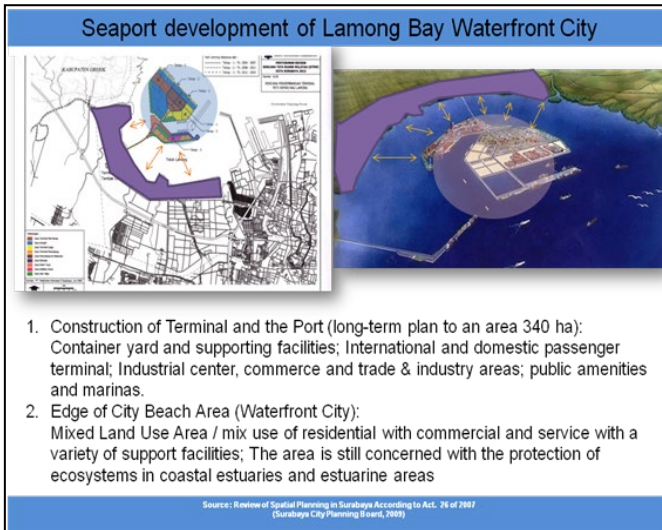 Seaport development of Lamong Bay Waterfront City
KABUPATEN GRESIK
Teluk Lamong
1. Construction of Terminal and the Port (long-term plan to an area 340 ha):
Container yard and supporting facilities; International and domestic passenger
terminal; Industrial center, commerce and trade & industry areas; public amenities
and marinas.
2. Edge of City Beach Area (Waterfront City):
Mixed Land Use Area / mix use of residential with commercial and service with a
variety of support facilities; The area is still concerned with the protection of
ecosystems in coastal estuaries and estuarine areas
Source: Review of Spatial Planning in Surabaya According to Act. 26 of 2007
(Surabaya City Planning Board, 2009)